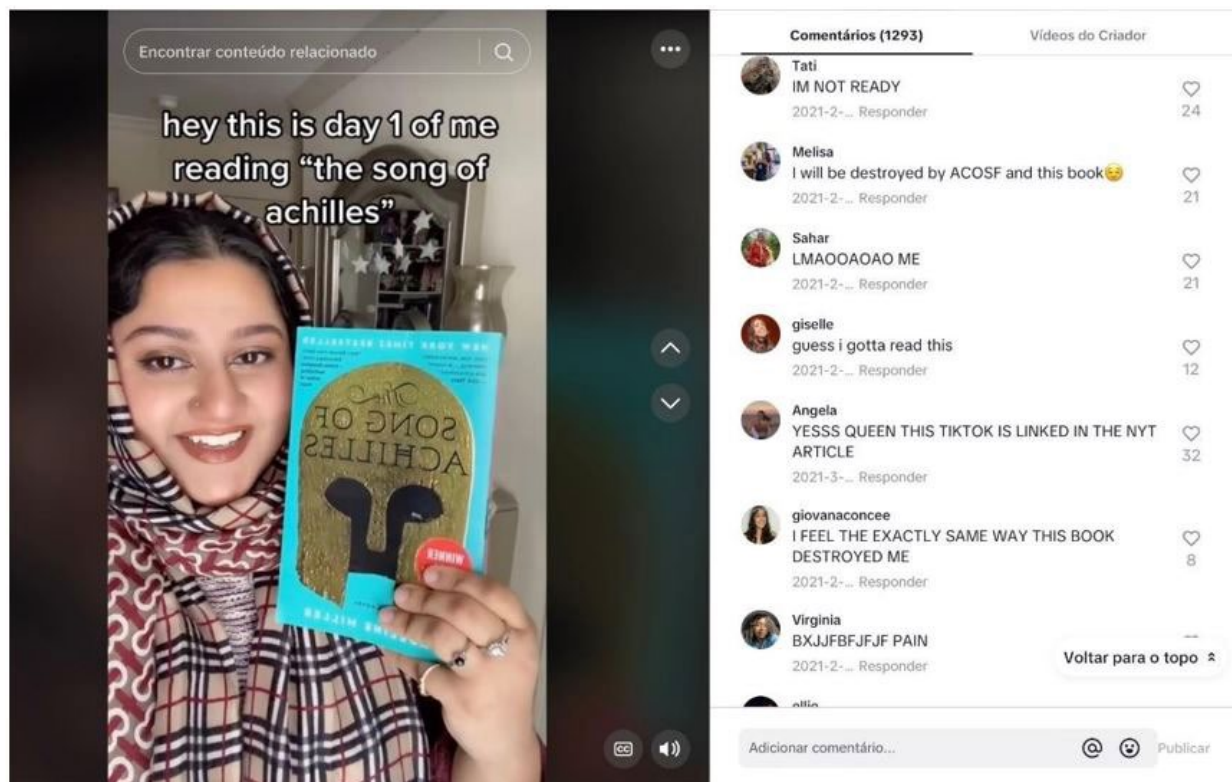 Encontrar conteúdo relacionado
hey this is day 1 of me
reading “the song of
achilles”
NEW YORK TIMES BESTSELLER
The
SONG OF
ACHILLES
WINNER
MILLER
CC
Comentários (1293)
Vídeos do Criador
Tati
IM NOT READY
2021-2-... Responder
24
Melisa
I will be destroyed by ACOSF and this book😏
2021-2-... Responder
21
Sahar
LMAOOAOAO ME
2021-2-... Responder
21
giselle
guess i gotta read this
2021-2-... Responder
12
Angela
YESSS QUEEN THIS TIKTOK IS LINKED IN THE NYT
ARTICLE
2021-3-... Responder
32
giovanaconcee
I FEEL THE EXACTLY SAME WAY THIS BOOK
DESTROYED ME
2021-2-... Responder
8
Virginia
BXJJFBFJFJF PAIN
2021-2-... Responder
Voltar para o topo
Adicionar comentário...
@
Publicar